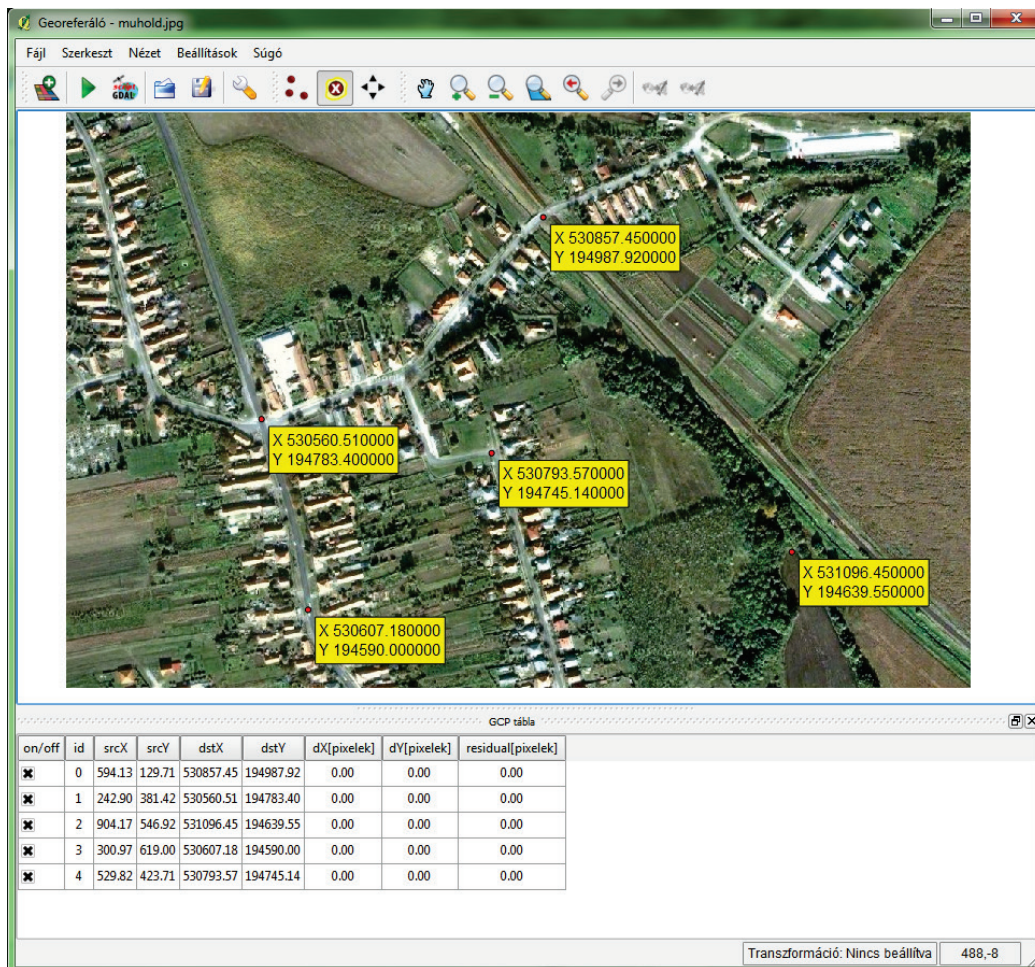 Georeferáló - muhold.jpg
Fájl Szerkeszt Nézet Beállítások Súgó
GDAL
X 530857.450000
Y 194987.920000
X 530560.510000
Y 194783.400000
X 530793.570000
Y 194745.140000
X 531096.450000
Y 194639.550000
X 530607.180000
Y 194590.000000
GCP tábla
on/off id srcX srcY dstX dstY dX[pixelek] dY[pixelek] residual[pixelek]
0 594.13 129.71 530857.45 194987.92 0.00 0.00 0.00
1 242.90 381.42 530560.51 194783.40 0.00 0.00 0.00
2 904.17 546.92 531096.45 194639.55 0.00 0.00 0.00
3 300.97 619.00 530607.18 194590.00 0.00 0.00 0.00
4 529.82 423.71 530793.57 194745.14 0.00 0.00 0.00
Transzformáció: Nincs beállítva 488,-8